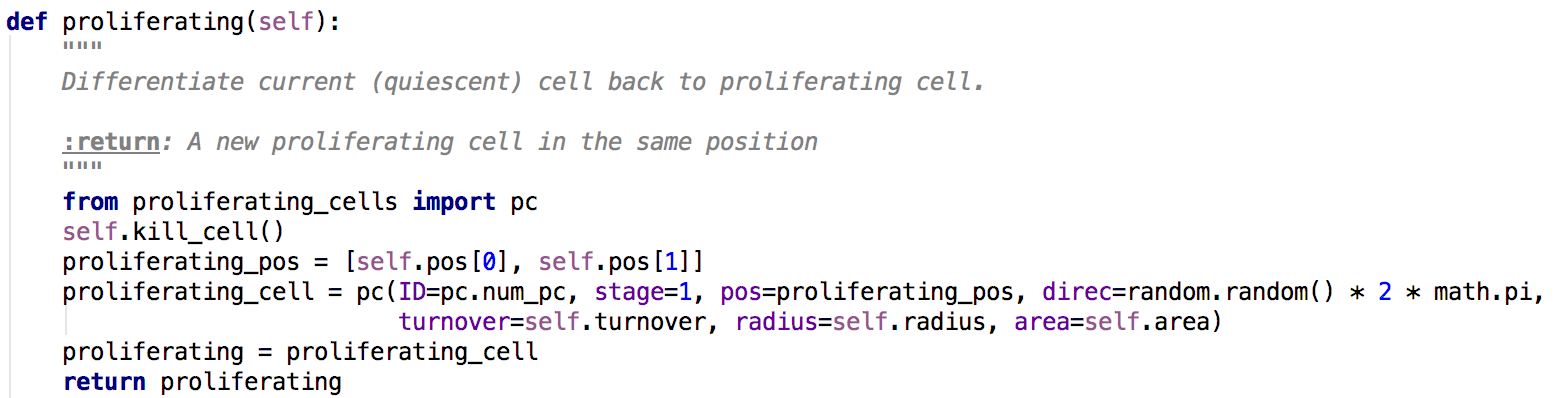 def proliferating(self):
    """
    Differentiate current (quiescent) cell back to proliferating cell.

    :return: A new proliferating cell in the same position
    """
    from proliferating_cells import pc
    self.kill_cell()
    proliferating_pos = [self.pos[0], self.pos[1]]
    proliferating_cell = pc(ID=pc.num_pc, stage=1, pos=proliferating_pos, direc=random.random() * 2 * math.pi,
                            turnover=self.turnover, radius=self.radius, area=self.area)
    proliferating = proliferating_cell
    return proliferating